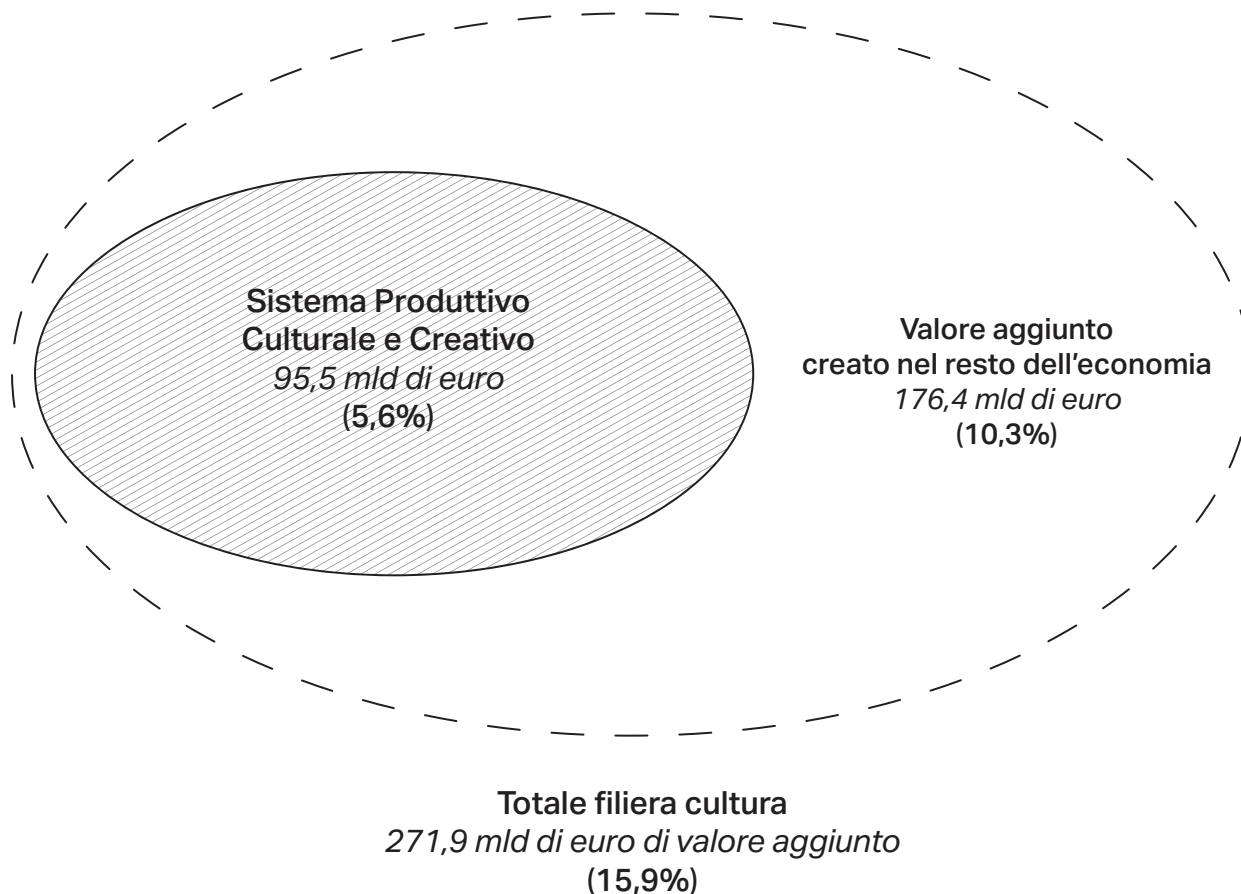 Sistema Produttivo
Culturale e Creativo
95,5 mld di euro
(5,6%)
Valore aggiunto
creato nel resto dell’economia
176,4 mld di euro
(10,3%)
Totale filiera cultura
271,9 mld di euro di valore aggiunto
(15,9%)